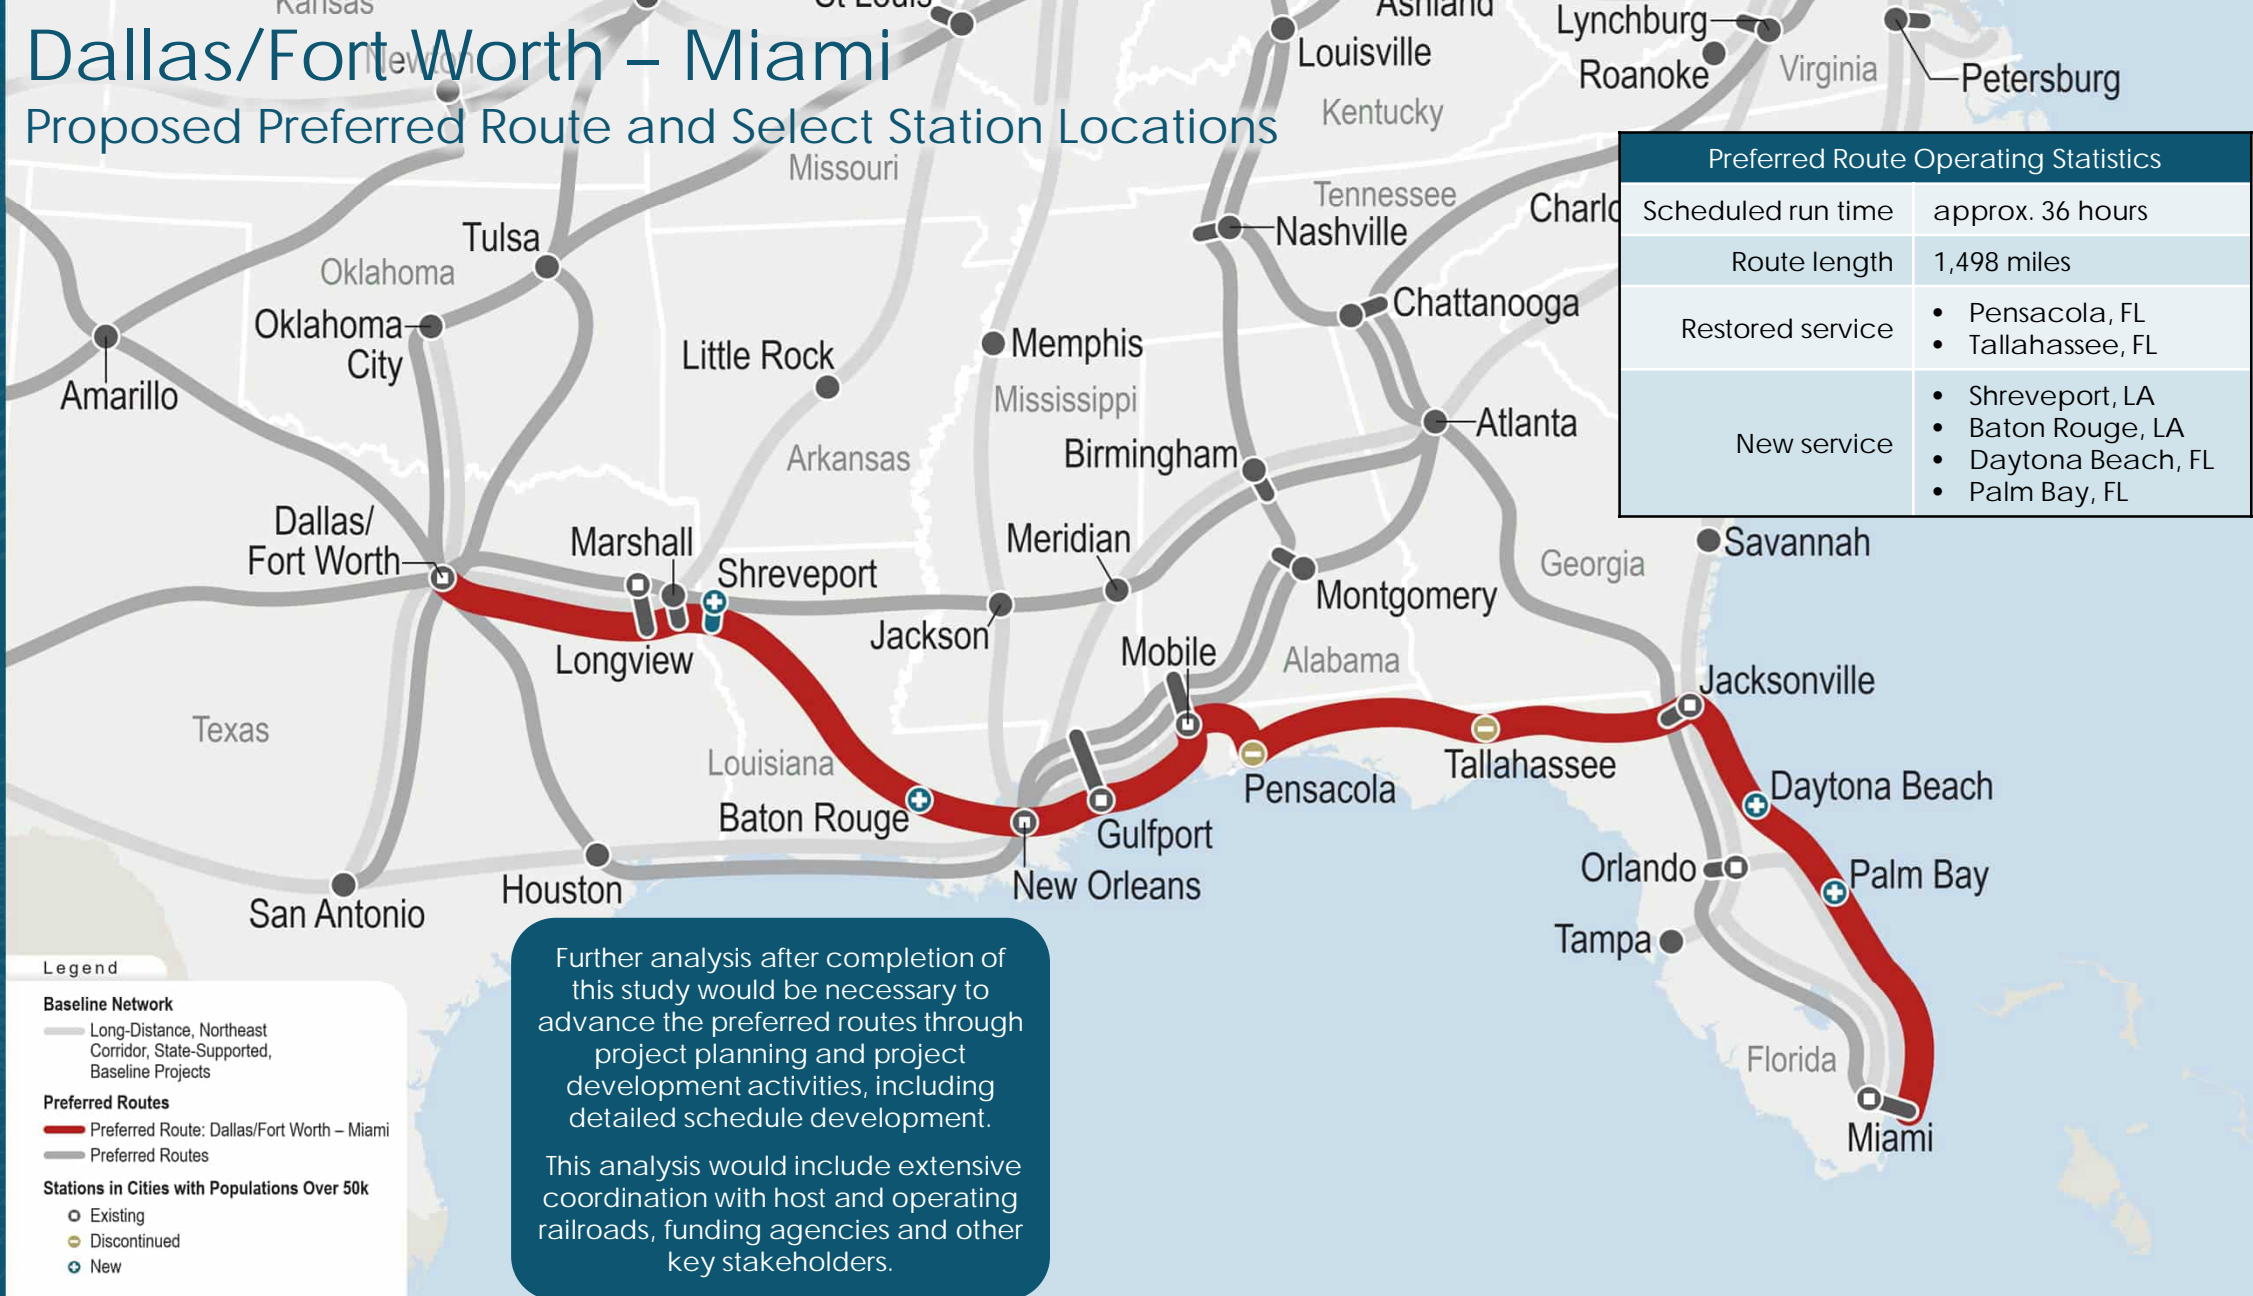 Kansas
St Louis
Ashland
Lynchburg
Dallas/Fort Worth – Miami
Newton
Louisville
Roanoke
Virginia
Petersburg
Proposed Preferred Route and Select Station Locations
Kentucky
Missouri
Tennessee
Preferred Route Operating Statistics
Scheduled run time approx. 36 hours
Route length 1,498 miles
Restored service
• Pensacola, FL
• Tallahassee, FL
New service
• Shreveport, LA
• Baton Rouge, LA
• Daytona Beach, FL
• Palm Bay, FL
Tulsa
Nashville
Oklahoma
Oklahoma
City
Chattanooga
Little Rock
Memphis
Amarillo
Mississippi
Atlanta
Arkansas
Birmingham
Dallas/
Fort Worth
Marshall
Meridian
Savannah
Shreveport
Georgia
Jackson
Montgomery
Longview
Mobile
Alabama
Jacksonville
Texas
Louisiana
Tallahassee
Pensacola
Daytona Beach
Baton Rouge
Gulfport
Orlando
Palm Bay
Houston
New Orleans
San Antonio
Tampa
Florida
Miami
Further analysis after completion of
this study would be necessary to
advance the preferred routes through
project planning and project
development activities, including
detailed schedule development.
This analysis would include extensive
coordination with host and operating
railroads, funding agencies and other
key stakeholders.
Legend
Baseline Network
Long-Distance, Northeast
Corridor, State-Supported,
Baseline Projects
Preferred Routes
Preferred Route: Dallas/Fort Worth – Miami
Preferred Routes
Stations in Cities with Populations Over 50k
Existing
Discontinued
New